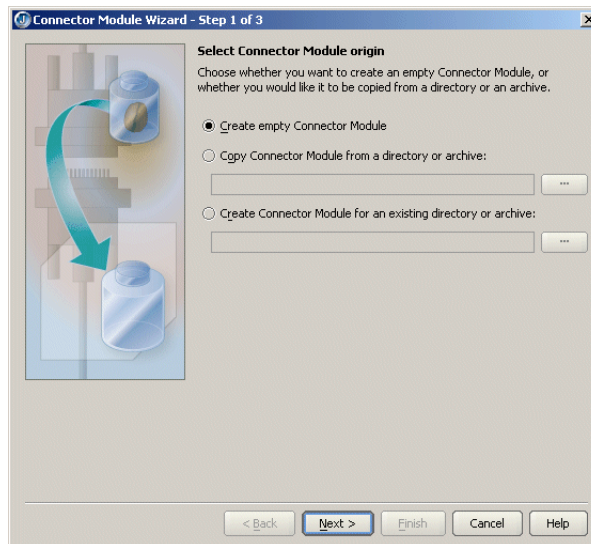 Connector Module Wizard - Step 1 of 3
Select Connector Module origin
Choose whether you want to create an empty Connector Module, or
whether you would like it to be copied from a directory or an archive.
Create empty Connector Module
Copy Connector Module from a directory or archive:
...
Create Connector Module for an existing directory or archive:
...
< Back
Next >
Finish
Cancel
Help